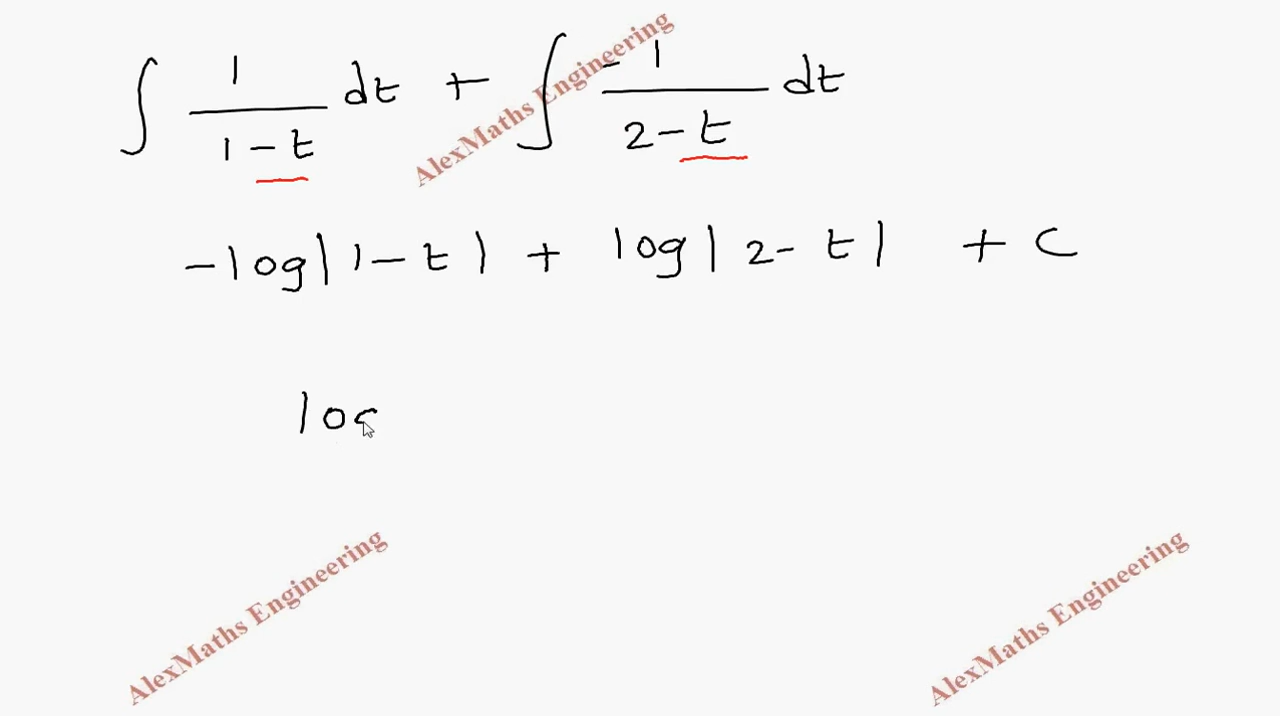 ∫ 1/(1-t) dt + ∫ -1/(2-t) dt
AlexMaths Engineering
-log|1-t| + log|2-t| + C
log
AlexMaths Engineering
AlexMaths Engineering